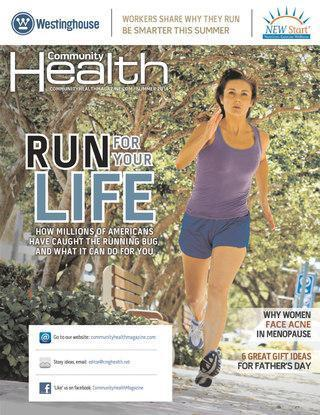 Westinghouse
WORKERS SHARE WHY THEY RUN
BE SMARTER THIS SUMMER
NEW Start
Community
Health
COMMUNITYHEALTHMAGAZINE.COM
SUMMER 2014
RUN FOR
YOUR
LIFE
HOW MILLIONS OF AMERICANS
HAVE CAUGHT THE RUNNING BUG,
AND WHAT IT CAN DO FOR YOU
WHY WOMEN
FACE ACNE
IN MENOPAUSE
6 GREAT GIFT IDEAS
FOR FATHER'S DAY
Go to our website: communityhealthmagazine.com
Story ideas, email: editor@cmghealth.net
'Like' us on facebook: CommunityHealthMagazine